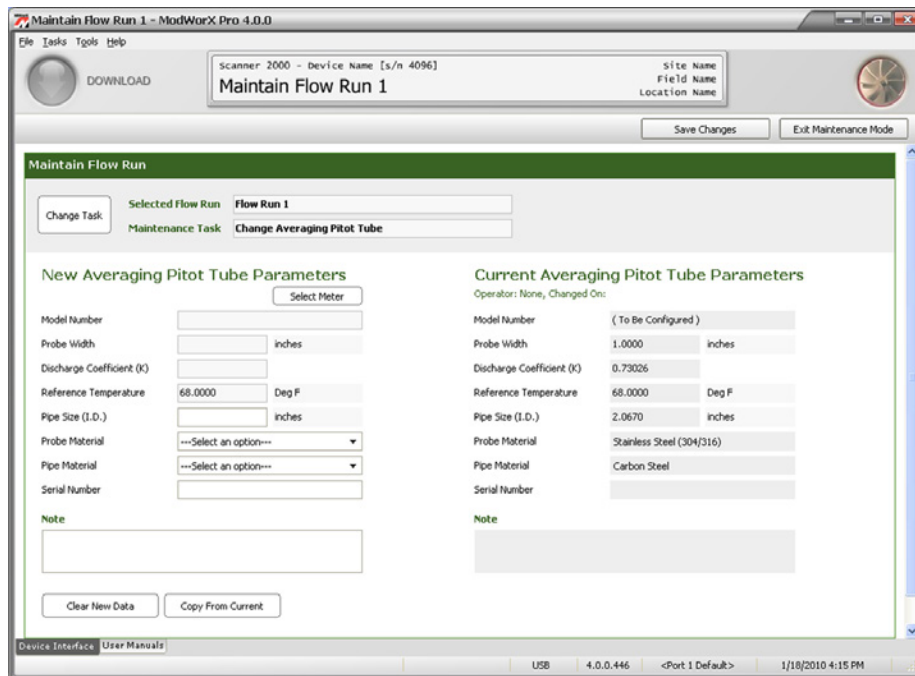 Maintain Flow Run 1 - ModWorX Pro 4.0.0
File Tasks Tools Help
DOWNLOAD
Scanner 2000 - Device Name [s/n 4096]
Maintain Flow Run 1
Site Name
Field Name
Location Name
Save Changes
Exit Maintenance Mode
Maintain Flow Run
Change Task
Selected Flow Run Flow Run 1
Maintenance Task Change Averaging Pitot Tube
New Averaging Pitot Tube Parameters
Select Meter
Model Number
Probe Width inches
Discharge Coefficient (K)
Reference Temperature 68.0000 Deg F
Pipe Size (I.D.) inches
Probe Material ---Select an option---
Pipe Material ---Select an option---
Serial Number
Note
Clear New Data
Copy From Current
Current Averaging Pitot Tube Parameters
Operator: None, Changed On:
Model Number ( To Be Configured )
Probe Width 1.0000 inches
Discharge Coefficient (K) 0.73026
Reference Temperature 68.0000 Deg F
Pipe Size (I.D.) 2.0670 inches
Probe Material Stainless Steel (304/316)
Pipe Material Carbon Steel
Serial Number
Note
Device Interface User Manuals
USB 4.0.0.446 <Port 1 Default> 1/18/2010 4:15 PM